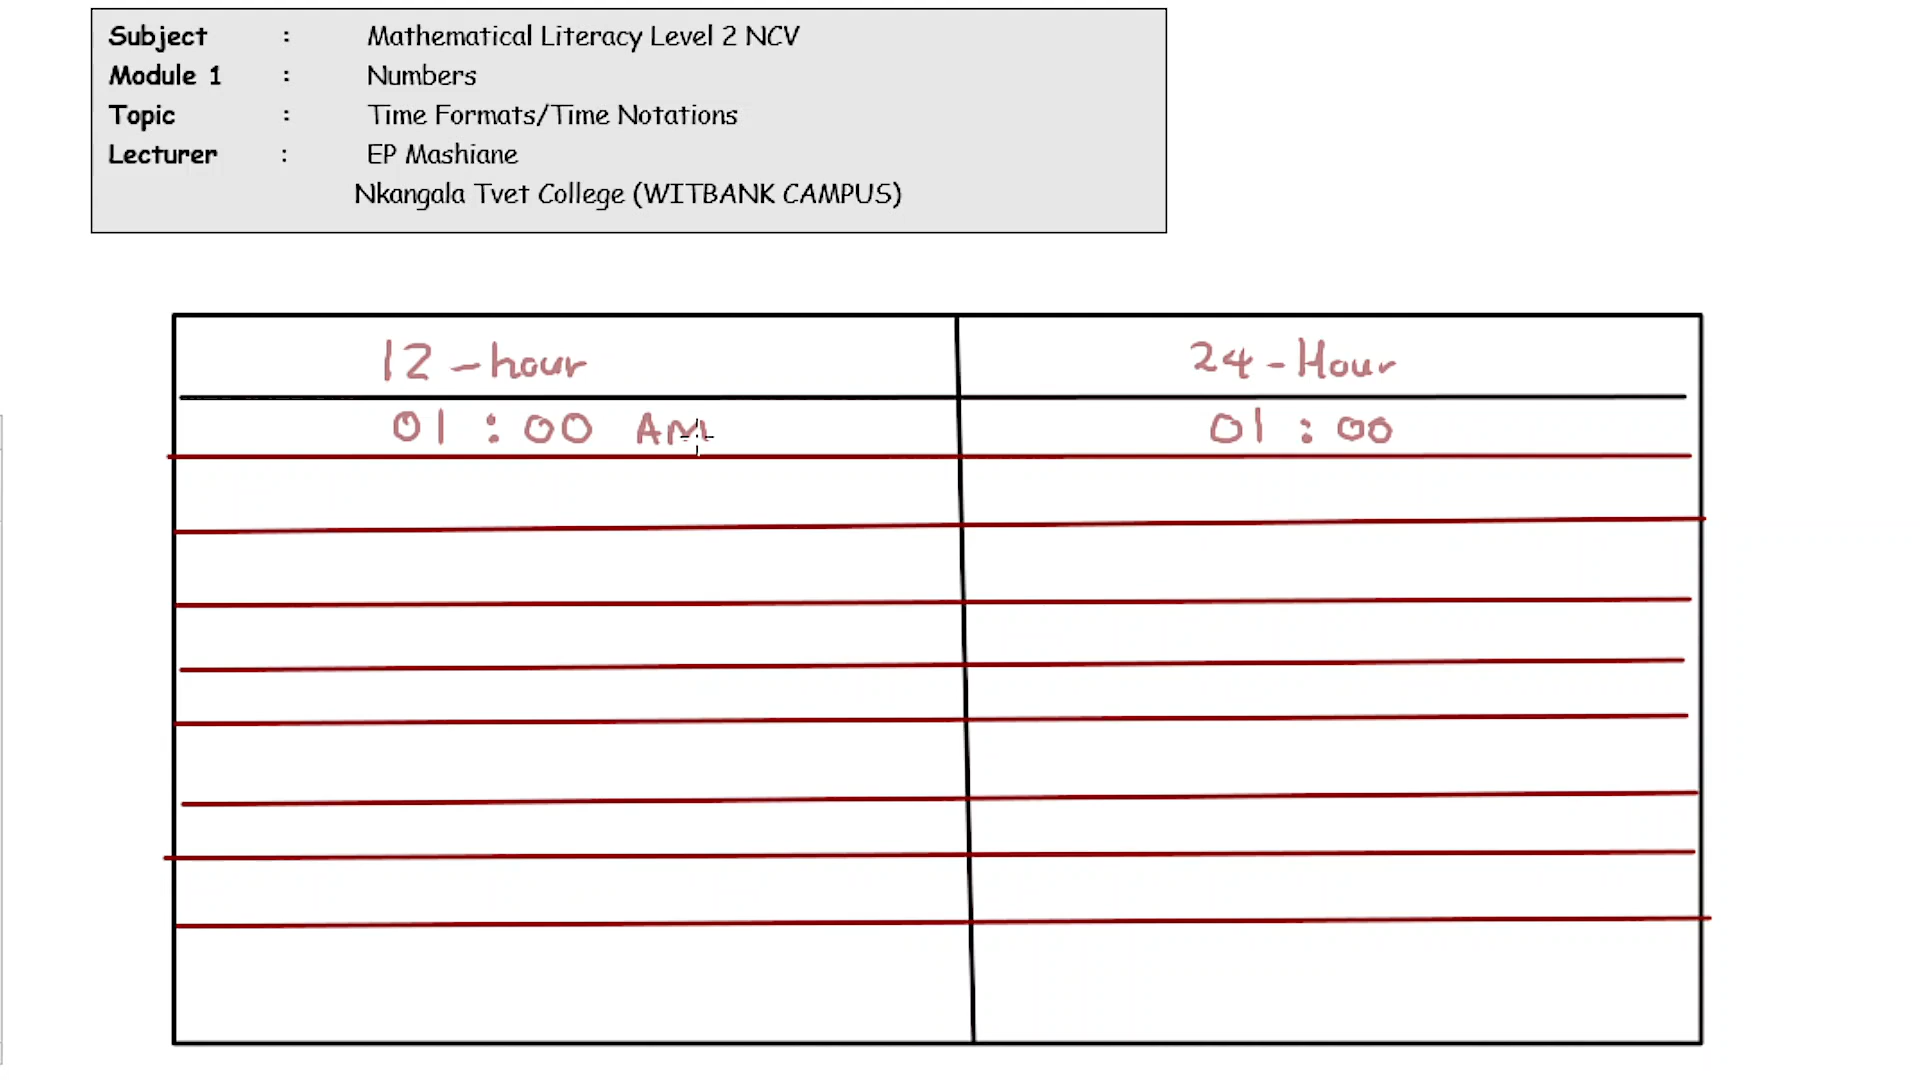 Subject : Mathematical Literacy Level 2 NCV
Module 1 : Numbers
Topic : Time Formats/Time Notations
Lecturer : EP Mashiane
Nkangala Tvet College (WITBANK CAMPUS)
12-hour 24-Hour
01:00 AM 01:00